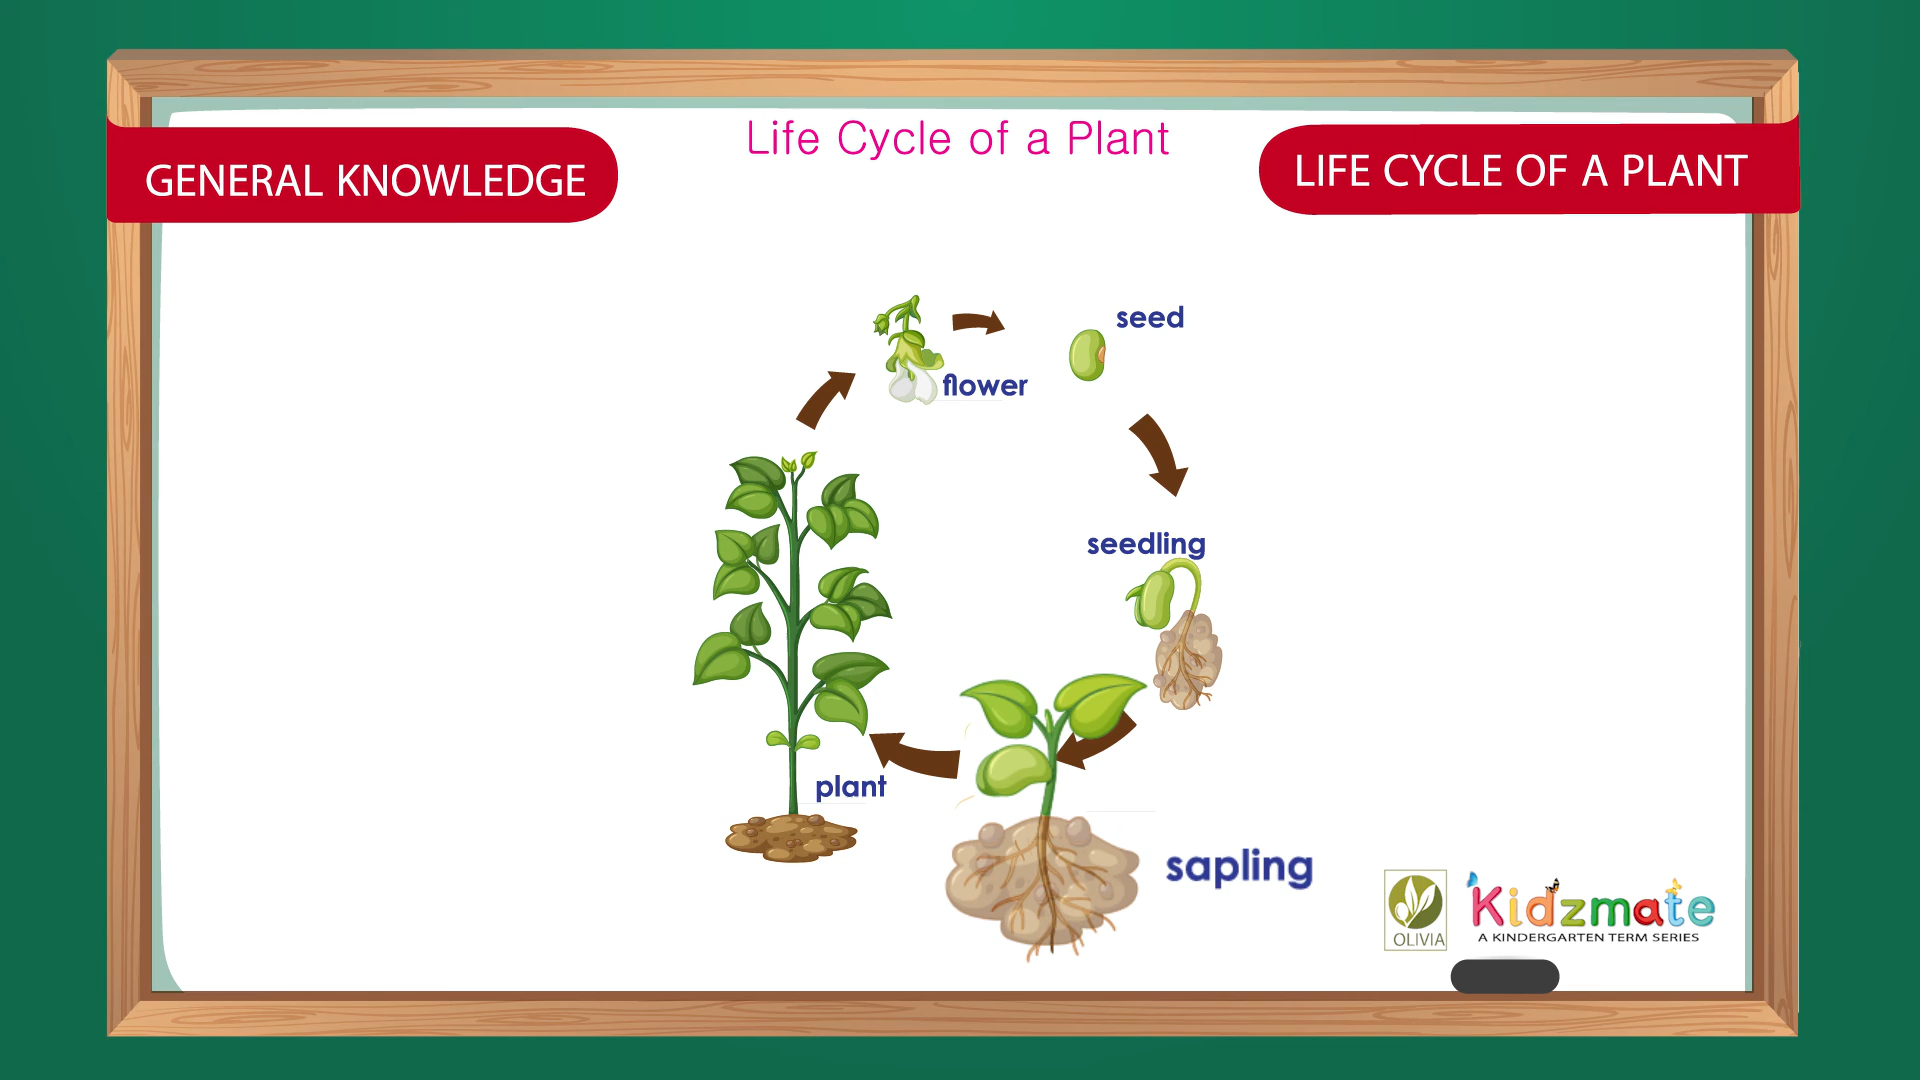 Life Cycle of a Plant
GENERAL KNOWLEDGE
LIFE CYCLE OF A PLANT
seed
flower
seedling
plant
sapling
OLIVIA
Kidzmate
A KINDERGARTEN TERM SERIES